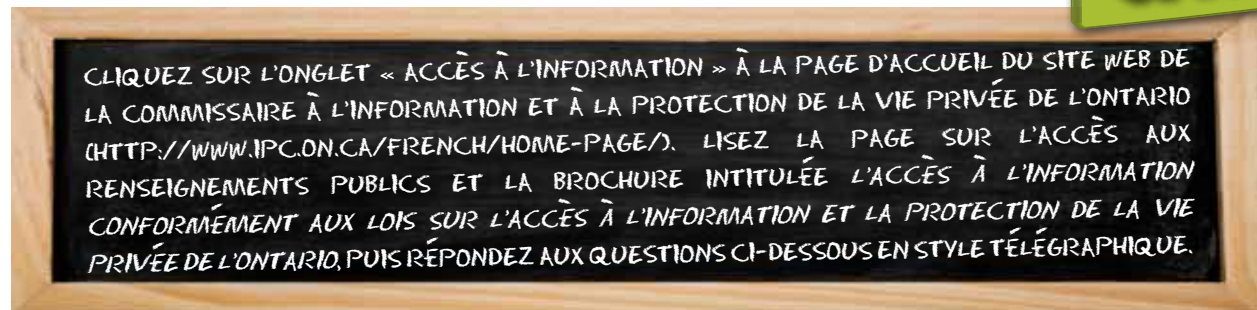 CLIQUEZ SUR L'ONGLET « ACCÈS À L'INFORMATION » À LA PAGE D'ACCUEIL DU SITE WEB DE
LA COMMISSAIRE À L'INFORMATION ET À LA PROTECTION DE LA VIE PRIVÉE DE L'ONTARIO
(HTTP://WWW.IPC.ON.CA/FRENCH/HOME-PAGE/). LISEZ LA PAGE SUR L'ACCÈS AUX
RENSEIGNEMENTS PUBLICS ET LA BROCHURE INTITULÉE L'ACCÈS À L'INFORMATION
CONFORMÉMENT AUX LOIS SUR L'ACCÈS À L'INFORMATION ET LA PROTECTION DE LA VIE
PRIVÉE DE L'ONTARIO, PUIS RÉPONDEZ AUX QUESTIONS CI-DESSOUS EN STYLE TÉLÉGRAPHIQUE.